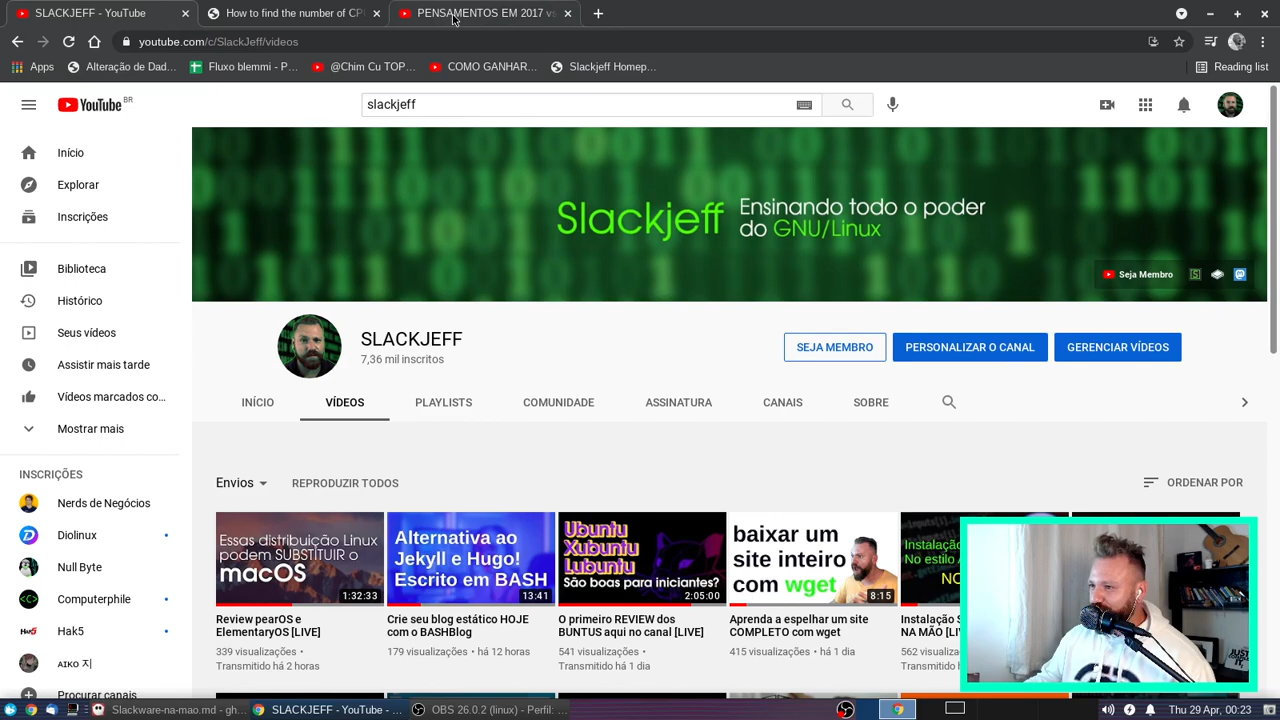 SLACKJEFF - YouTube
How to find the number of CP
PENSAMENTOS EM 2017 vs
youtube.com/c/SlackJeff/videos
Apps
Alteração de Dad...
Fluxo blemmi - P...
@Chim Cu TOP...
COMO GANHAR...
Slackjeff Homep...
Reading list
YouTube BR
slackjeff
Início
Explorar
Inscrições
Biblioteca
Histórico
Seus vídeos
Assistir mais tarde
Vídeos marcados co...
Mostrar mais
INSCRIÇÕES
Nerds de Negócios
Diolinux
Null Byte
Computerphile
Hak5
Procurar canais
Slackjeff
Ensinando todo o poder
do GNU/Linux
Seja Membro
SLACKJEFF
7,36 mil inscritos
SEJA MEMBRO
PERSONALIZAR O CANAL
GERENCIAR VÍDEOS
INÍCIO
VÍDEOS
PLAYLISTS
COMUNIDADE
ASSINATURA
CANAIS
SOBRE
Envios
REPRODUZIR TODOS
ORDENAR POR
Essas distribuição Linux
podem SUBSTITUIR o
macOS
1:32:33
Review pearOS e
ElementaryOS [LIVE]
339 visualizações •
Transmitido há 2 horas
Alternativa ao
Jekyll e Hugo!
Escrito em BASH
13:41
Crie seu blog estático HOJE
com o BASHBlog
179 visualizações • há 12 horas
Ubuntu
Xubuntu
Lubuntu
São boas para iniciantes?
2:05:00
O primeiro REVIEW dos
BUNTUS aqui no canal [LIVE]
541 visualizações •
Transmitido há 1 dia
baixar um
site inteiro
com wget
8:15
Aprenda a espelhar um site
COMPLETO com wget
415 visualizações • há 1 dia
Instalação
No estilo
NO
Instalação S
NA MÃO [LIV
562 visualizaçõ
Transmitido há
Slackware-na-mao.md - gh...
SLACKJEFF - YouTube - ...
OBS 26.0.2 (linux) - Perfil: ...
Thu 29 Apr, 00:23